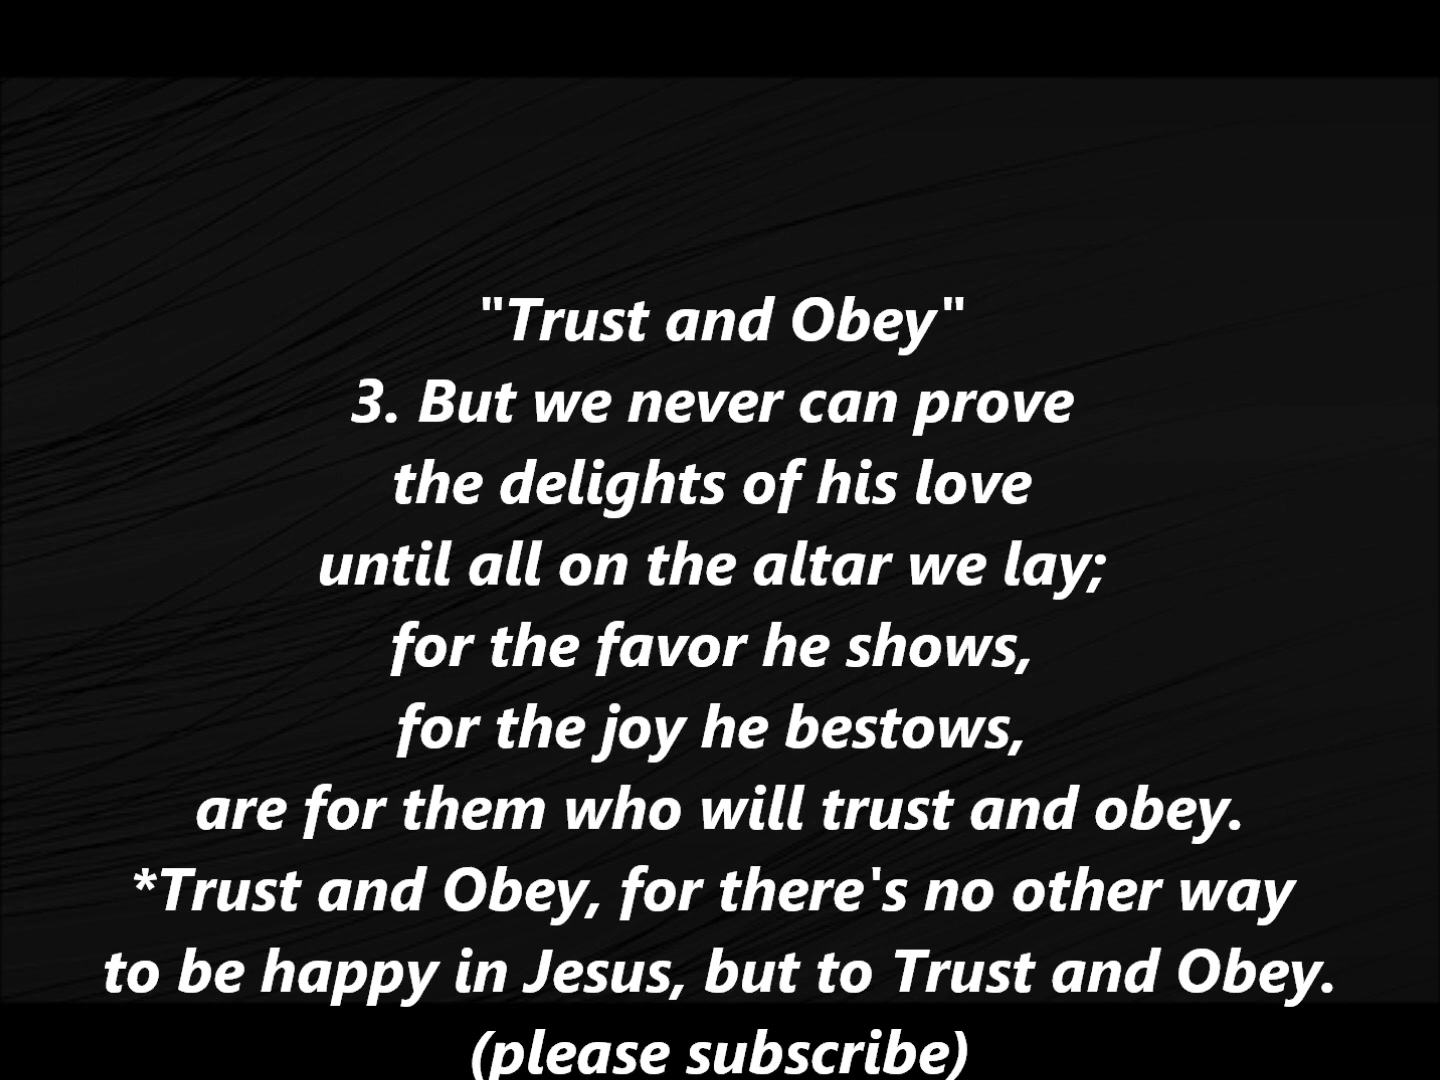 "Trust and Obey"
3. But we never can prove
the delights of his love
until all on the altar we lay;
for the favor he shows,
for the joy he bestows,
are for them who will trust and obey.
*Trust and Obey, for there's no other way
to be happy in Jesus, but to Trust and Obey.
(please subscribe)